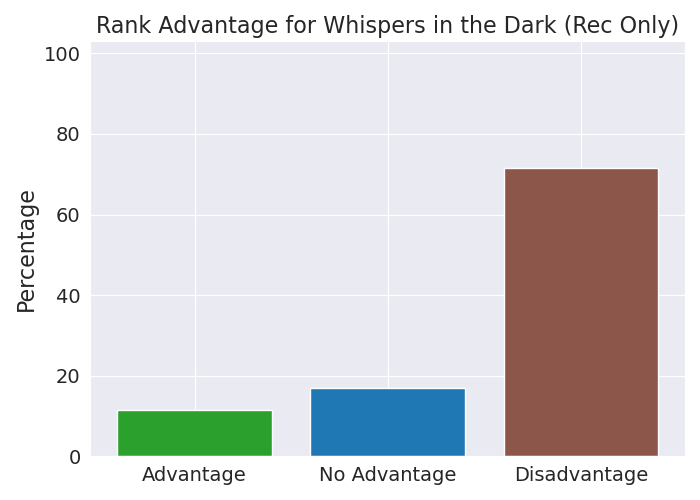 Rank Advantage for Whispers in the Dark (Rec Only)
Percentage
100
80
60
40
20
0
Advantage
No Advantage
Disadvantage